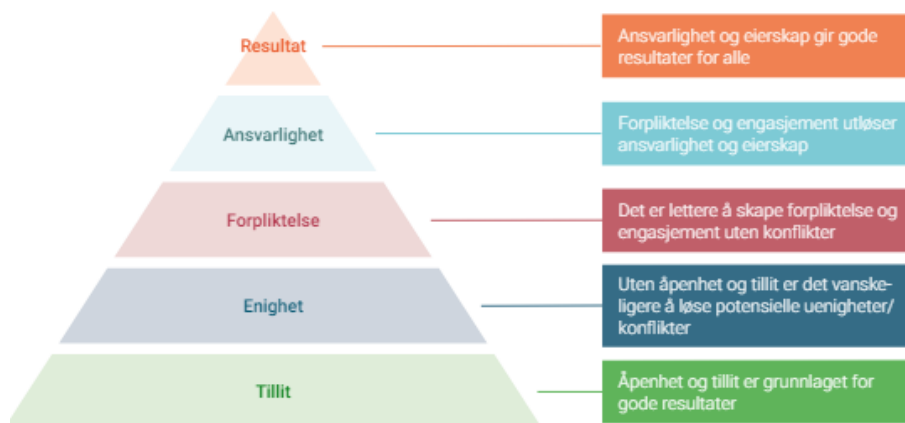 Resultat
Ansvarlighet og eierskap gir gode
resultater for alle
Ansvarlighet
Forpliktelse og engasjement utløser
ansvarlighet og eierskap
Forpliktelse
Det er lettere å skape forpliktelse og
engasjement uten konflikter
Enighet
Uten åpenhet og tillit er det vanske-
ligere å løse potensielle uenigheter/
konflikter
Tillit
Åpenhet og tillit er grunnlaget for
gode resultater